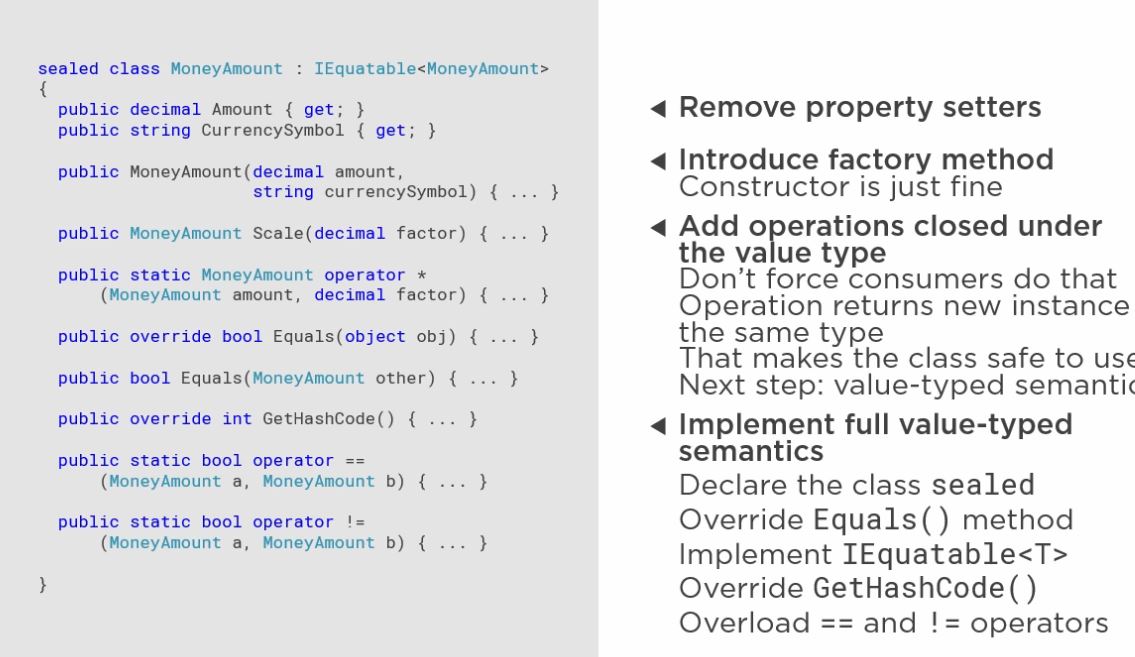 sealed class MoneyAmount : IEquatable<MoneyAmount>
{
public decimal Amount { get; }
public string CurrencySymbol { get; }
public MoneyAmount(decimal amount,
string currencySymbol) { ... }
public MoneyAmount Scale(decimal factor) { ... }
public static MoneyAmount operator *
(MoneyAmount amount, decimal factor) { ... }
public override bool Equals(object obj) { ... }
public bool Equals(MoneyAmount other) { ... }
public override int GetHashCode() { ... }
public static bool operator ==
(MoneyAmount a, MoneyAmount b) { ... }
public static bool operator !=
(MoneyAmount a, MoneyAmount b) { ... }
}
Remove property setters
Introduce factory method
Constructor is just fine
Add operations closed under
the value type
Don't force consumers do that
Operation returns new instance
the same type
That makes the class safe to use
Next step: value-typed semantic
Implement full value-typed
semantics
Declare the class sealed
Override Equals() method
Implement IEquatable<T>
Override GetHashCode()
Overload == and != operators